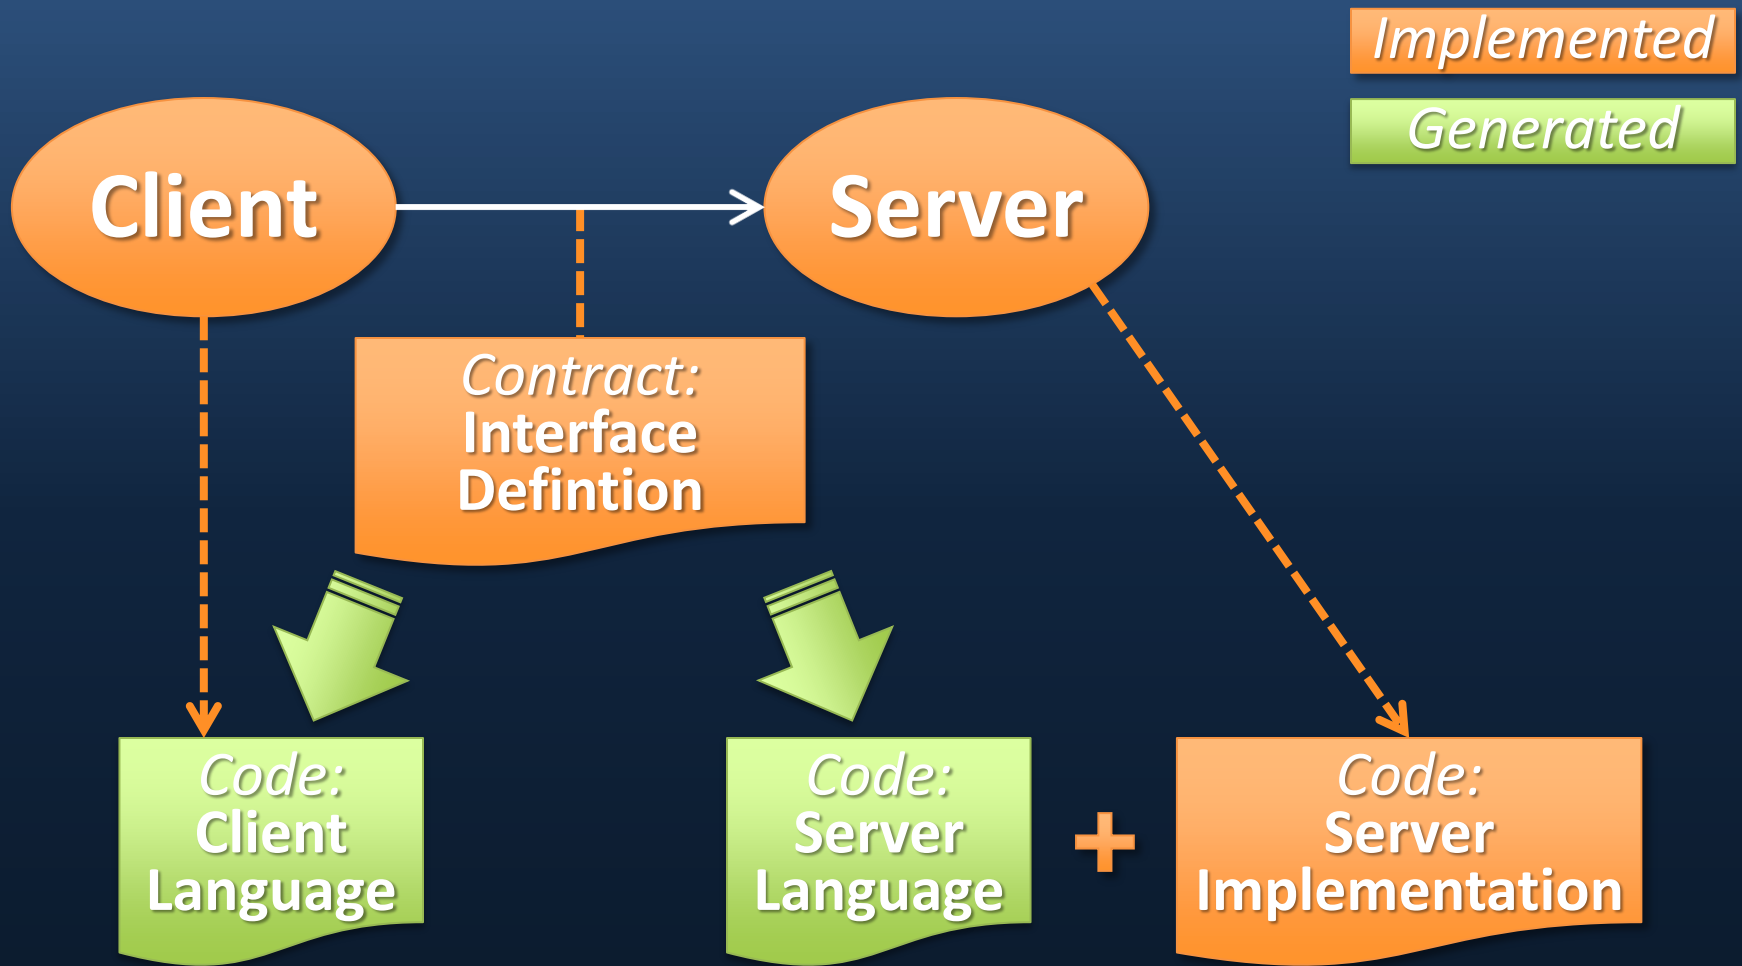 Implemented
Generated
Client
Server
Contract:
Interface
Defintion
Code:
Client
Language
Code:
Server
Language
Code:
Server
Implementation